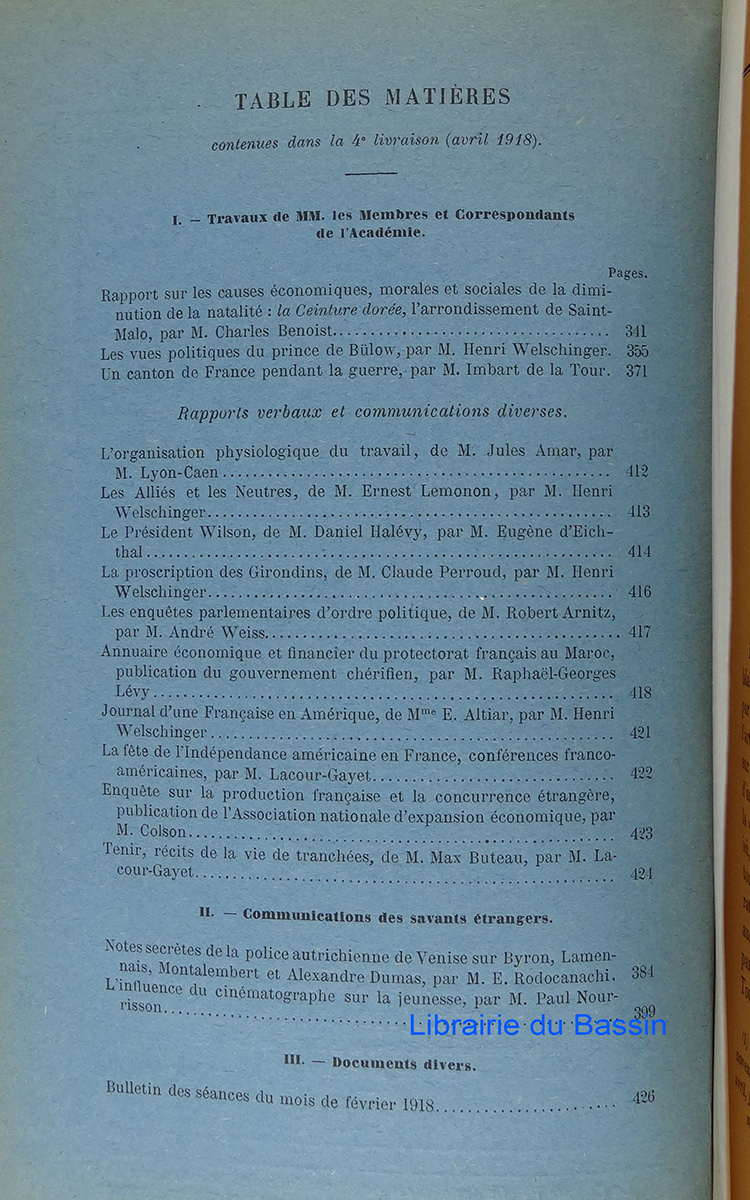 TABLE DES MATIÈRES
contenues dans la 4e livraison (avril 1918).
I. — Travaux de MM. les Membres et Correspondants
de l'Académie.
Pages.
Rapport sur les causes économiques, morales et sociales de la dimi-
nution de la natalité : la Ceinture dorée, l'arrondissement de Saint-
Malo, par M. Charles Benoist........ 341
Les vues politiques du prince de Bülow, par M. Henri Welschinger. 355
Un canton de France pendant la guerre, par M. Imbart de la Tour. 371
Rapports verbaux et communications diverses.
L'organisation physiologique du travail, de M. Jules Amar, par
M. Lyon-Caen........ 412
Les Alliés et les Neutres, de M. Ernest Lemonon, par M. Henri
Welschinger........ 413
Le Président Wilson, de M. Daniel Halévy, par M. Eugène d'Eich-
thal........ 414
La proscription des Girondins, de M. Claude Perroud, par M. Henri
Welschinger........ 416
Les enquêtes parlementaires d'ordre politique, de M. Robert Arnitz,
par M. André Weiss........ 417
Annuaire économique et financier du protectorat français au Maroc,
publication du gouvernement chérifien, par M. Raphaël-Georges
Lévy........ 418
Journal d'une Française en Amérique, de Mme E. Altiar, par M. Henri
Welschinger........ 421
La fête de l'Indépendance américaine en France, conférences franco-
américaines, par M. Lacour-Gayet........ 422
Enquête sur la production française et la concurrence étrangère,
publication de l'Association nationale d'expansion économique, par
M. Colson........ 423
Tenir, récits de la vie de tranchées, de M. Max Buteau, par M. La-
cour-Gayet........ 424
II. — Communications des savants étrangers.
Notes secrètes de la police autrichienne de Venise sur Byron, Lamen-
nais, Montalembert et Alexandre Dumas, par M. E. Rodocanachi. 384
L'influence du cinématographe sur la jeunesse, par M. Paul Nour-
risson........ 399
Librairie du Bassin
III. — Documents divers.
Bulletin des séances du mois de février 1918........ 426